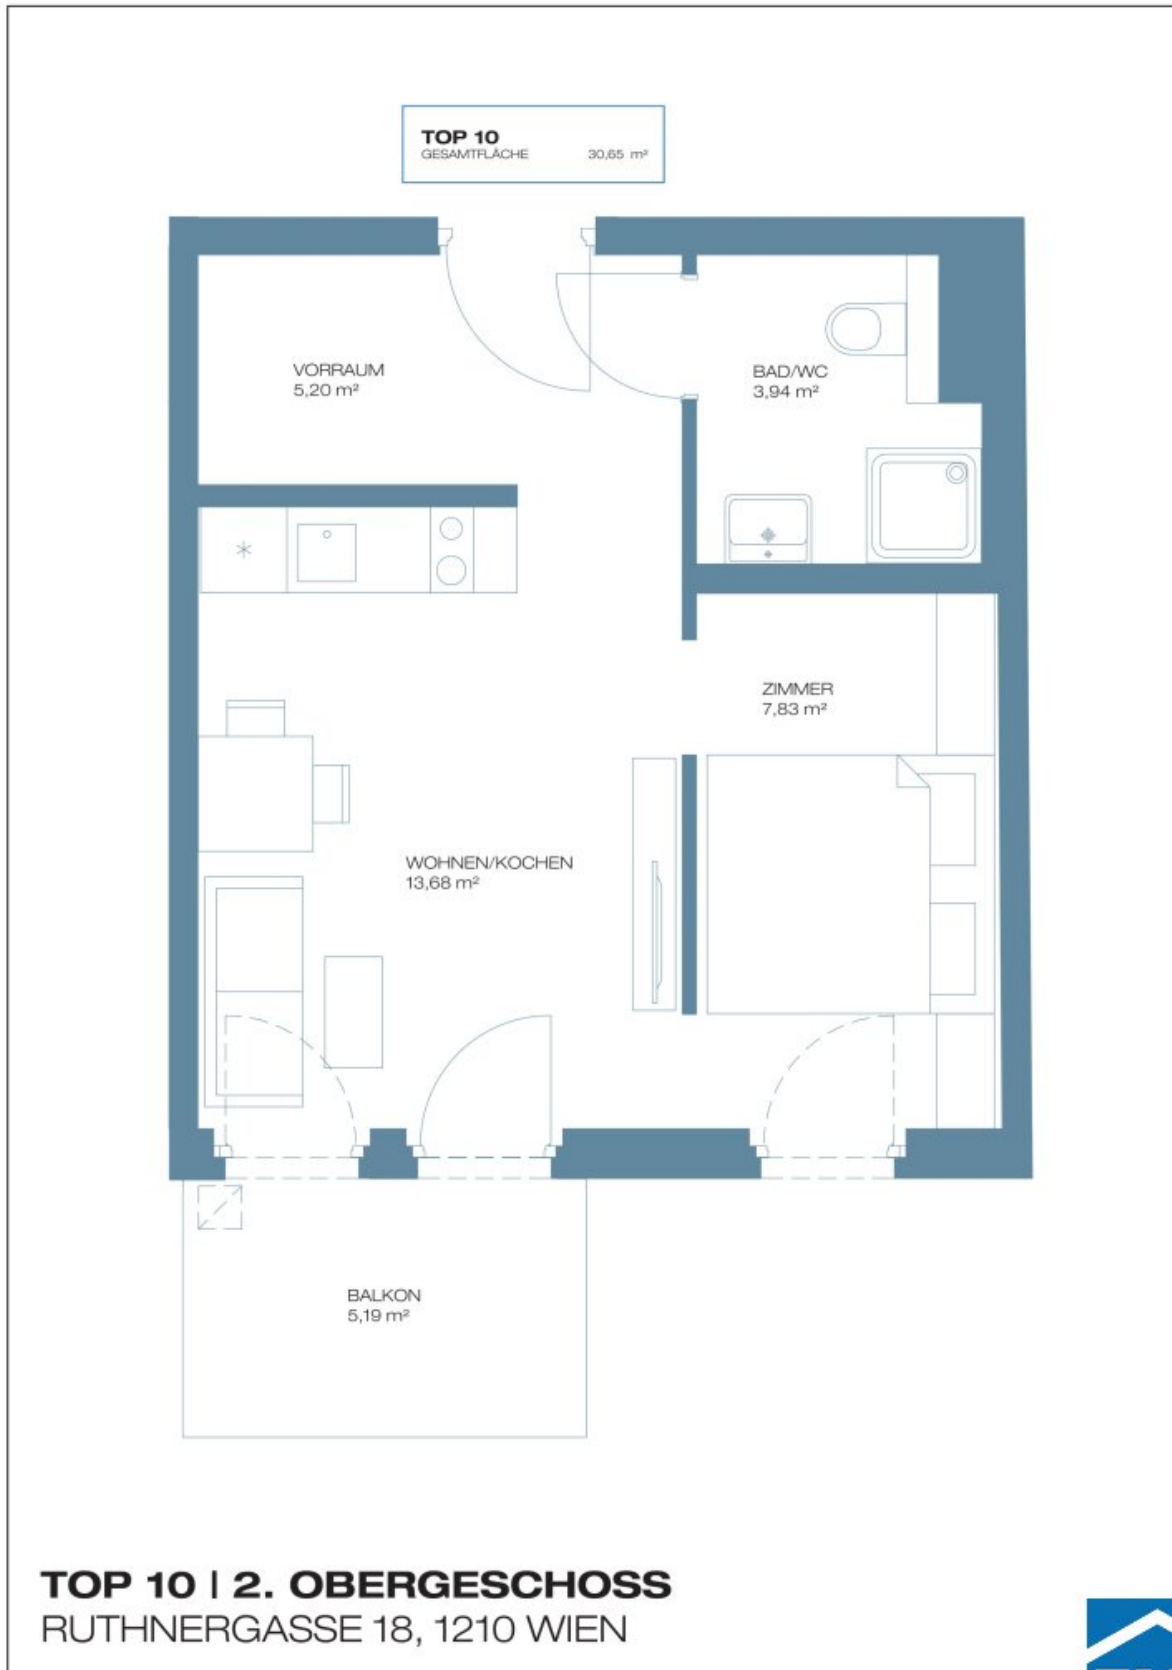 TOP 10
GESAMTFLÄCHE 30,65 m²
VORRAUM
5,20 m²
BAD/WC
3,94 m²
ZIMMER
7,83 m²
WOHNEN/KOCHEN
13,68 m²
BALKON
5,19 m²
TOP 10 | 2. OBERGESCHOSS
RUTHNERGASSE 18, 1210 WIEN